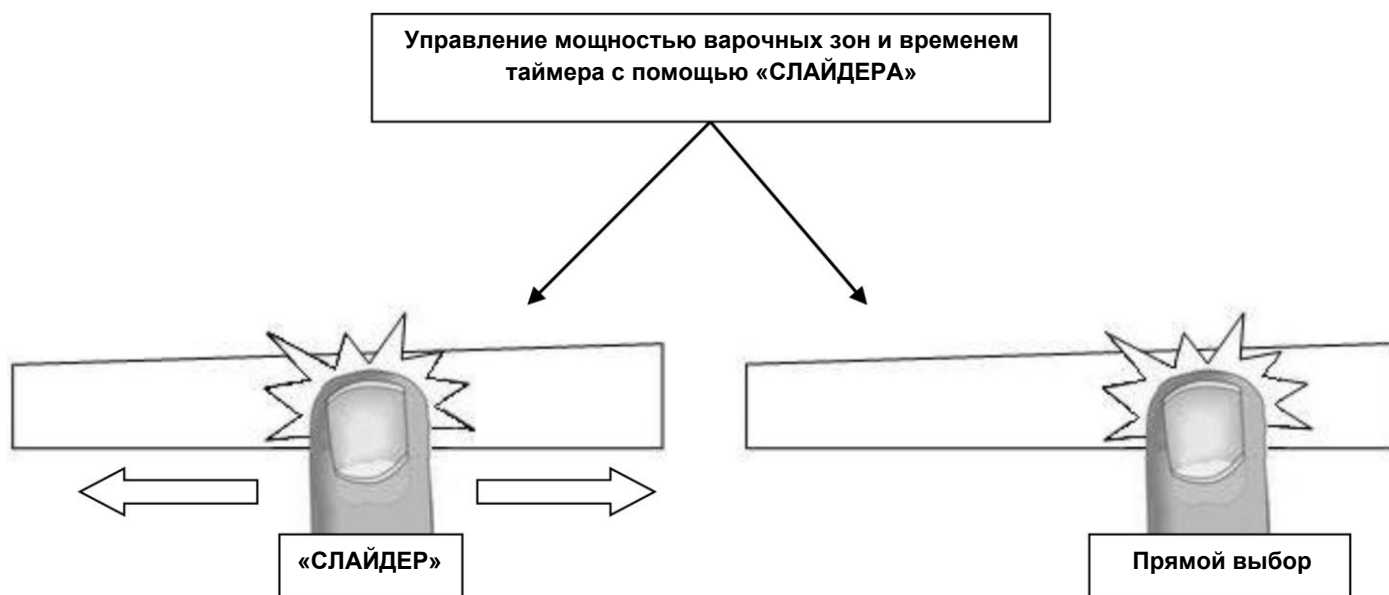 Управление мощностью варочных зон и временем
таймера с помощью «СЛАЙДЕРА»
«СЛАЙДЕР»
Прямой выбор